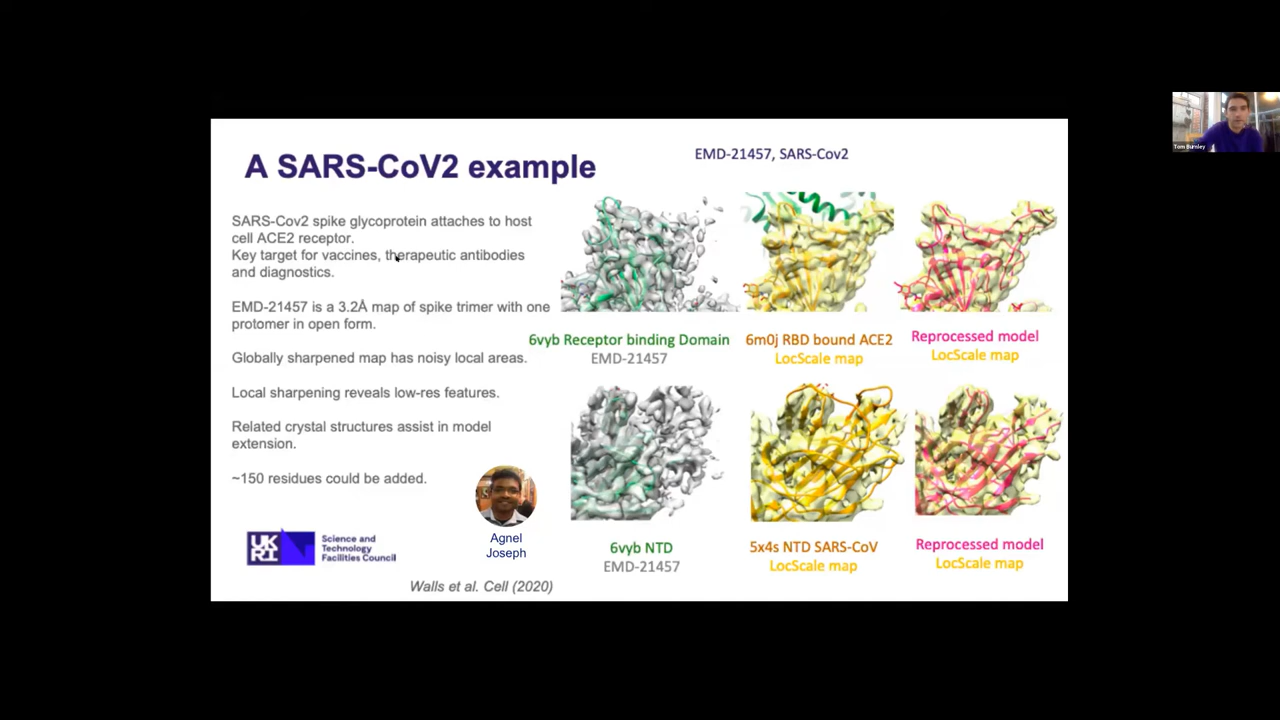 A SARS-CoV2 example
EMD-21457, SARS-Cov2
SARS-Cov2 spike glycoprotein attaches to host
cell ACE2 receptor.
Key target for vaccines, therapeutic antibodies
and diagnostics.
EMD-21457 is a 3.2Å map of spike trimer with one
protomer in open form.
Globally sharpened map has noisy local areas.
Local sharpening reveals low-res features.
Related crystal structures assist in model
extension.
~150 residues could be added.
6vyb Receptor binding Domain
EMD-21457
6m0j RBD bound ACE2
LocScale map
Reprocessed model
LocScale map
6vyb NTD
EMD-21457
5x4s NTD SARS-CoV
LocScale map
Reprocessed model
LocScale map
Agnel
Joseph
UK
RI
Science and
Technology
Facilities Council
Walls et al. Cell (2020)
Tom Burnley